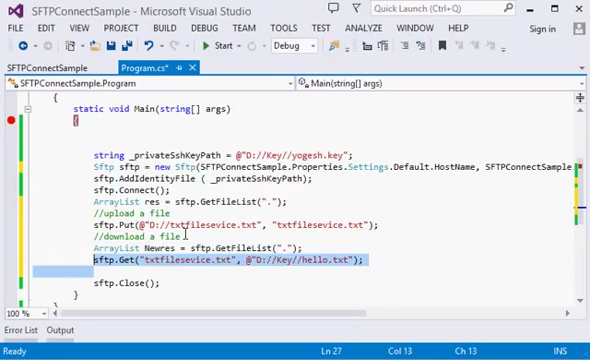 SFTPConnectSample - Microsoft Visual Studio
Quick Launch (Ctrl+Q)
FILE EDIT VIEW PROJECT BUILD DEBUG TEAM TOOLS TEST ANALYZE WINDOW
HELP Sign in
Start Debug
SFTPConnectSample Program.cs*
SFTPConnectSample.Program Main(string[] args)
{
static void Main(string[] args)
{
string _privateSshKeyPath = @"D://Key//yogesh.key";
Sftp sftp = new Sftp(SFTPConnectSample.Properties.Settings.Default.HostName, SFTPConnectSample
sftp.AddIdentityFile ( _privateSshKeyPath);
sftp.Connect();
ArrayList res = sftp.GetFileList(".");
//upload a file
sftp.Put(@"D://txtfilesevice.txt", "txtfilesevice.txt");
//download a file
ArrayList Newres = sftp.GetFileList(".");
sftp.Get("txtfilesevice.txt", @"D://Key//hello.txt");
sftp.Close();
}
}
100 %
Error List Output
Ready Ln 27 Col 13 Ch 13 INS